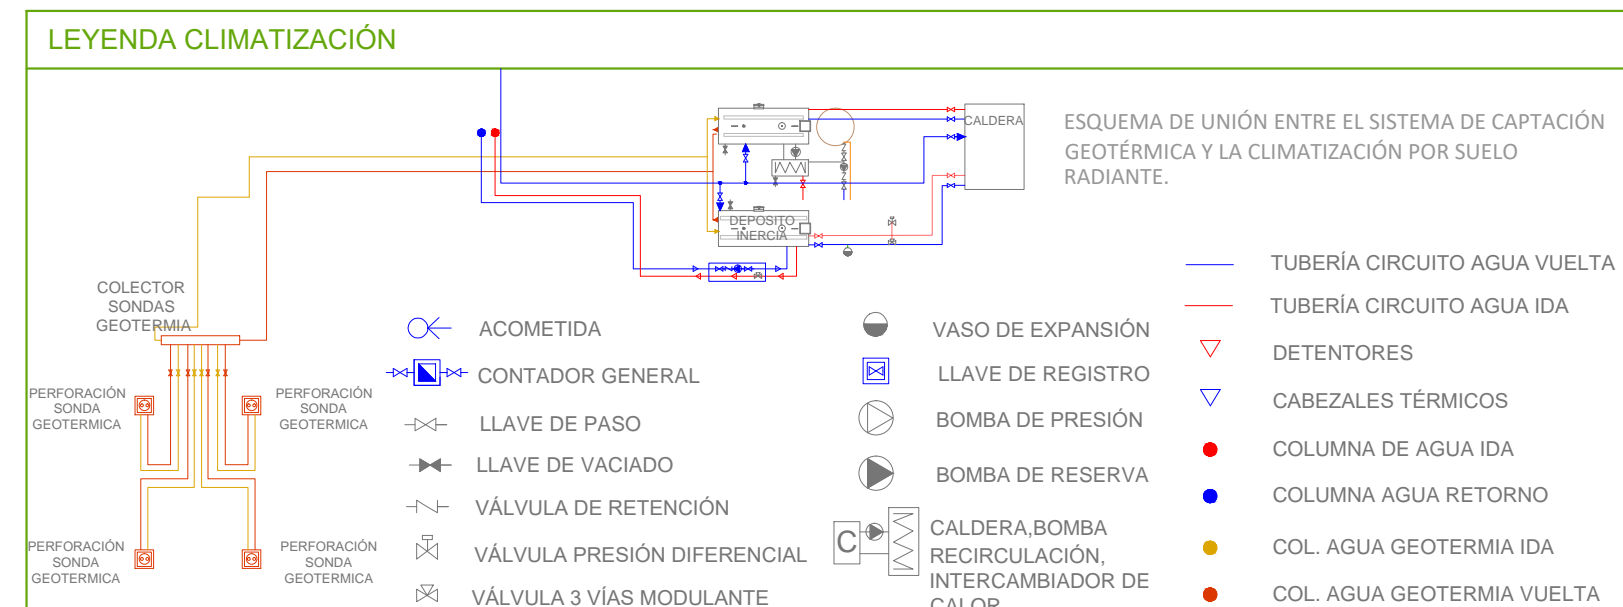 LEYENDA CLIMATIZACIÓN
CALDERA
ESQUEMA DE UNIÓN ENTRE EL SISTEMA DE CAPTACIÓN
GEOTÉRMICA Y LA CLIMATIZACIÓN POR SUELO
RADIANTE.
DEPOSITO
INERCIA
COLECTOR
SONDAS
GEOTERMIA
PERFORACIÓN
SONDA
GEOTERMICA
PERFORACIÓN
SONDA
GEOTERMICA
PERFORACIÓN
SONDA
GEOTERMICA
PERFORACIÓN
SONDA
GEOTERMICA
ACOMETIDA
CONTADOR GENERAL
LLAVE DE PASO
LLAVE DE VACIADO
VÁLVULA DE RETENCIÓN
VÁLVULA PRESIÓN DIFERENCIAL
VÁLVULA 3 VÍAS MODULANTE
VASO DE EXPANSIÓN
LLAVE DE REGISTRO
BOMBA DE PRESIÓN
BOMBA DE RESERVA
C
CALDERA,BOMBA
RECIRCULACIÓN,
INTERCAMBIADOR DE
CALOR
TUBERÍA CIRCUITO AGUA VUELTA
TUBERÍA CIRCUITO AGUA IDA
DETENTORES
CABEZALES TÉRMICOS
COLUMNA DE AGUA IDA
COLUMNA AGUA RETORNO
COL. AGUA GEOTERMIA IDA
COL. AGUA GEOTERMIA VUELTA